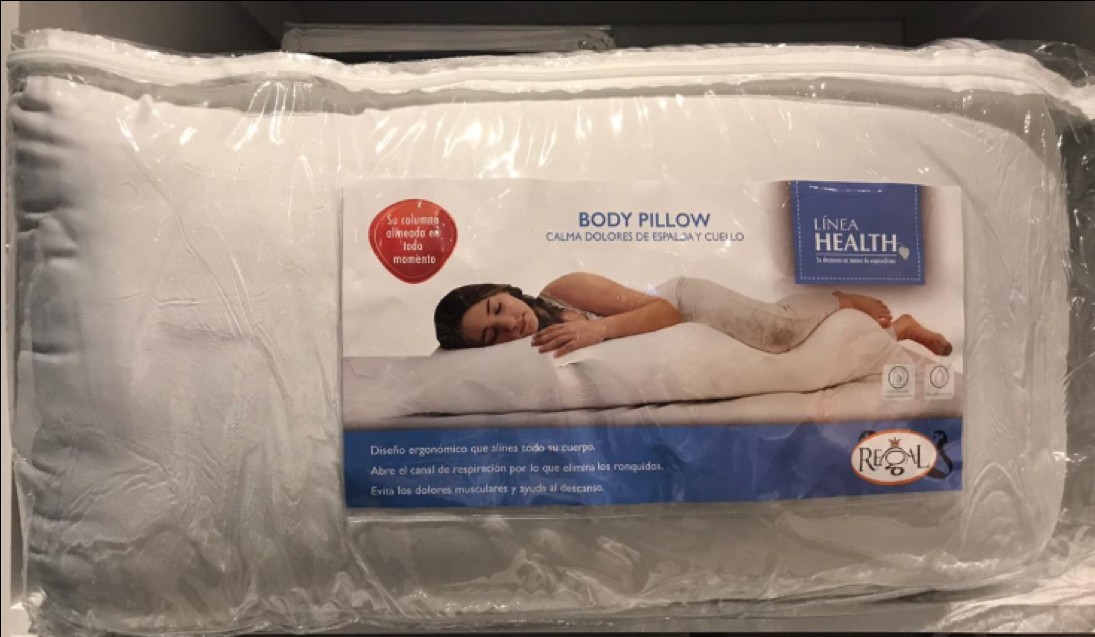 Su columna
alineada en
todo
momento
BODY PILLOW
CALMA DOLORES DE ESPALDA Y CUELLO
LÍNEA
HEALTH
Diseño ergonómico que alinea todo su cuerpo.
Abre el canal de respiración por lo que elimina los ronquidos.
Evita los dolores musculares y ayuda al descanso.
REGAL